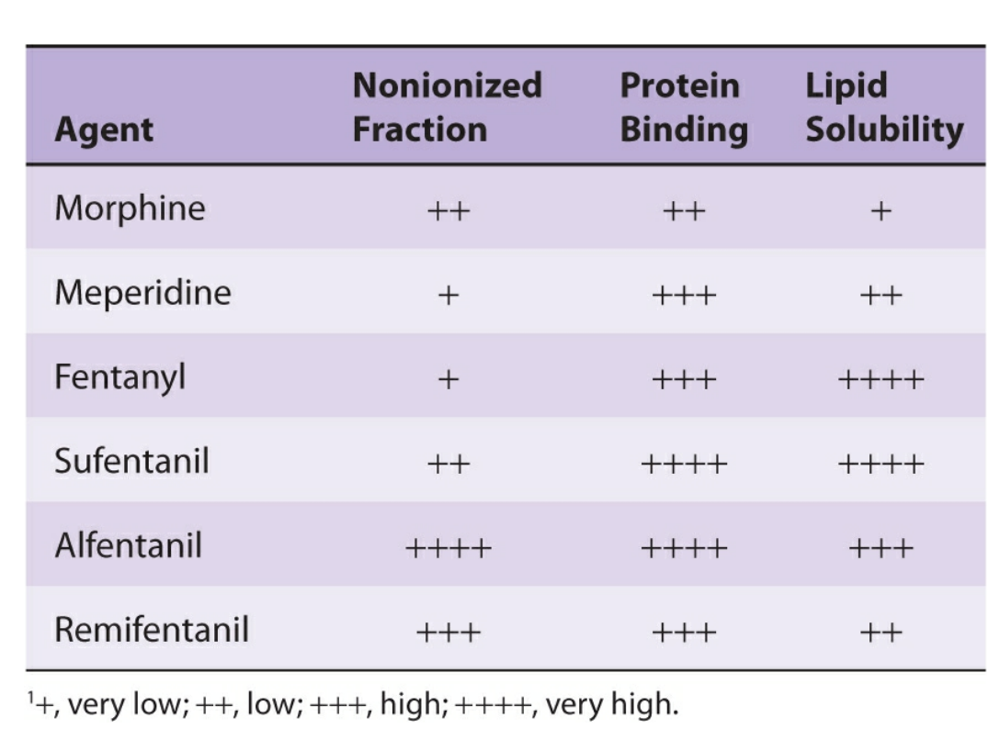 Agent Nonionized Fraction Protein Binding Lipid Solubility
Morphine ++ ++ +
Meperidine + +++ ++
Fentanyl + +++ ++++
Sufentanil ++ ++++ ++++
Alfentanil ++++ ++++ +++
Remifentanil +++ +++ ++
¹+, very low; ++, low; +++, high; ++++, very high.